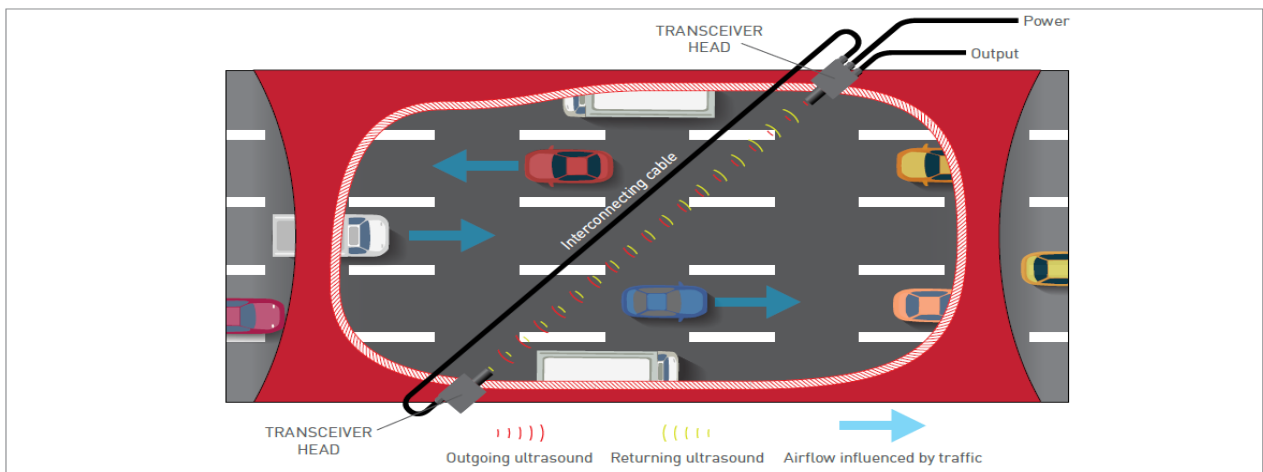 TRANSCEIVER
HEAD
Power
Output
Interconnecting cable
TRANSCEIVER
HEAD
Outgoing ultrasound
Returning ultrasound
Airflow influenced by traffic